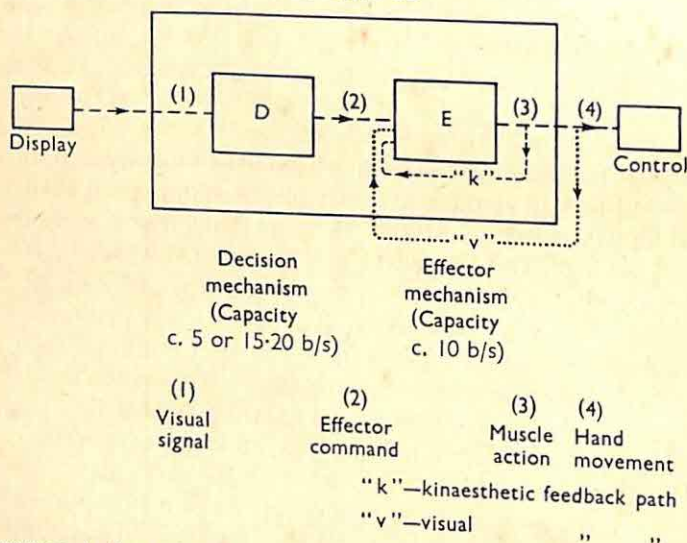 (1)
(2)
(3)
(4)
D
E
Display
Control
"k"
"v"
Decision
mechanism
(Capacity
c. 5 or 15·20 b/s)
Effector
mechanism
(Capacity
c. 10 b/s)
(1)
Visual
signal
(2)
Effector
command
(3)
Muscle
action
(4)
Hand
movement
"k"—kinaesthetic feedback path
"v"—visual " "